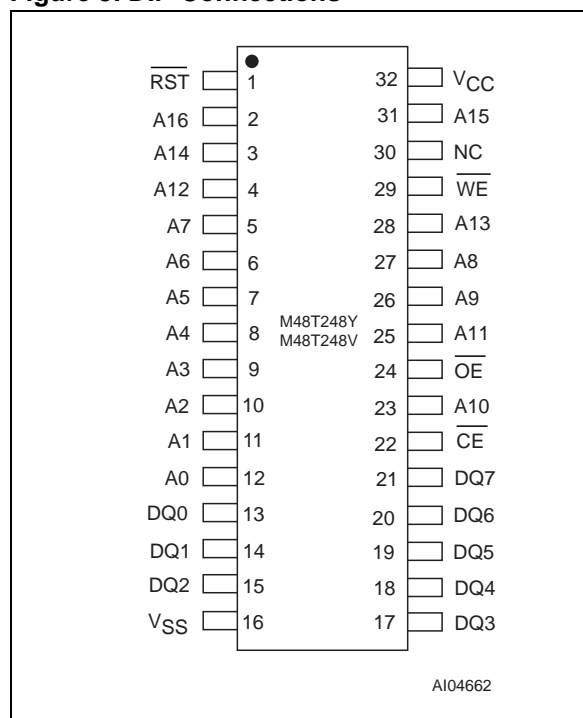 Figure 3. DIP Connections
RST 1 32 VCC
A16 2 31 A15
A14 3 30 NC
A12 4 29 WE
A7 5 28 A13
A6 6 27 A8
A5 7 26 A9
A4 8 M48T248Y M48T248V 25 A11
A3 9 24 OE
A2 10 23 A10
A1 11 22 CE
A0 12 21 DQ7
DQ0 13 20 DQ6
DQ1 14 19 DQ5
DQ2 15 18 DQ4
VSS 16 17 DQ3
AI04662